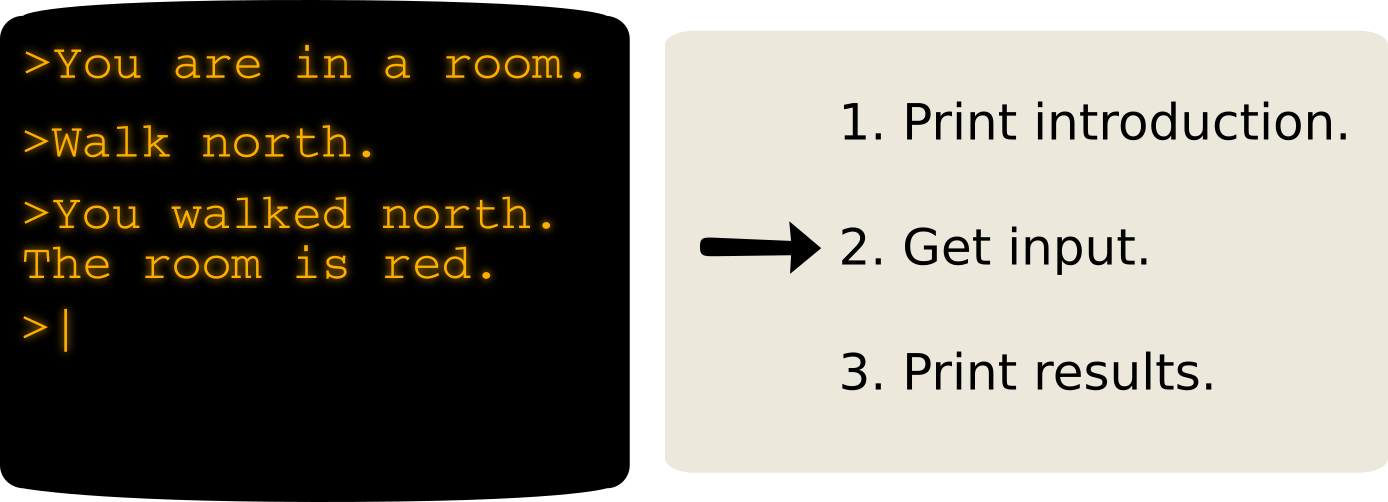 >You are in a room.
>Walk north.
>You walked north.
The room is red.
>|
1. Print introduction.
2. Get input.
3. Print results.